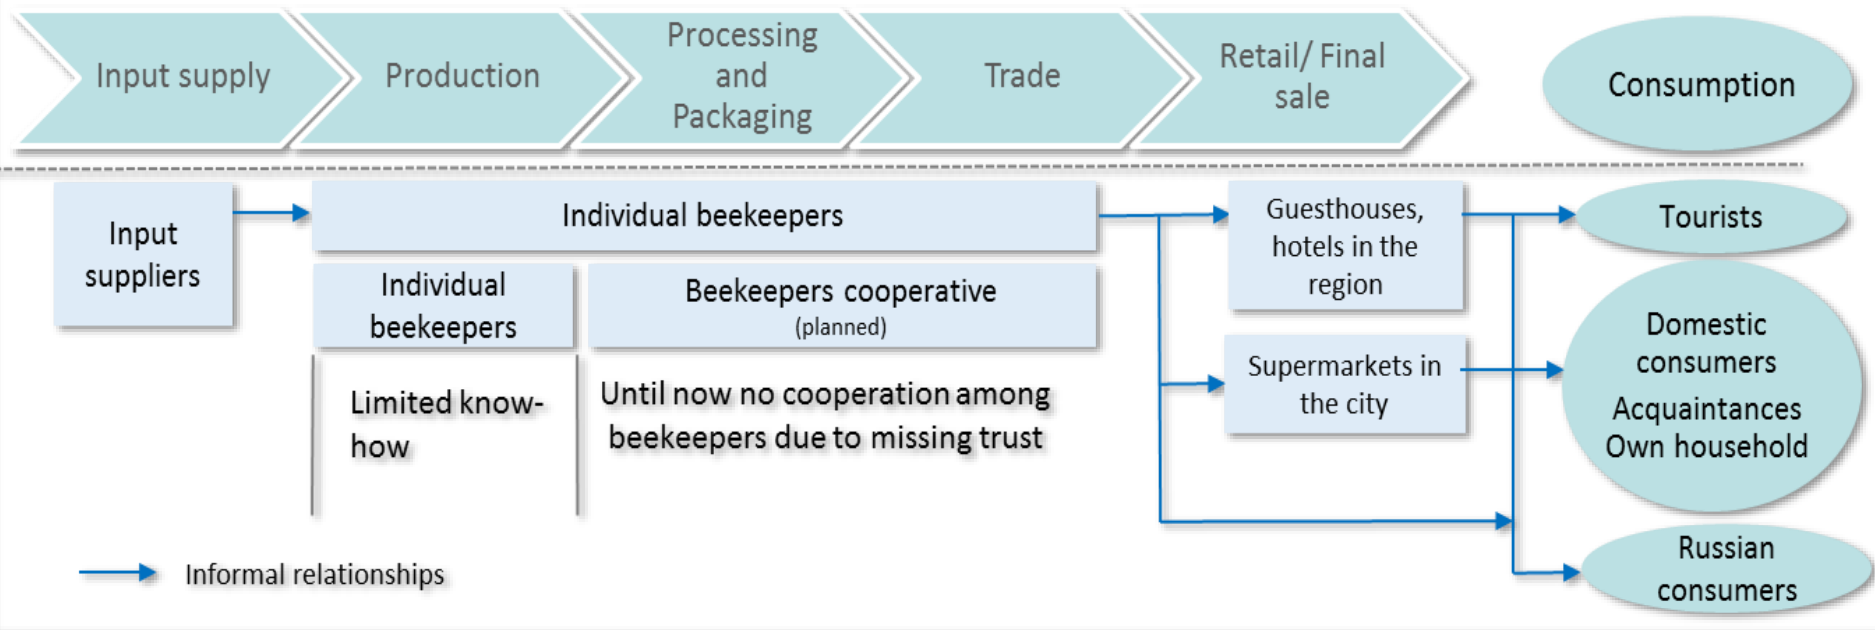 Input supply
Production
Processing
and
Packaging
Trade
Retail/ Final
sale
Consumption
Input
suppliers
Individual beekeepers
Individual
beekeepers
Beekeepers cooperative
(planned)
Limited know-
how
Until now no cooperation among
beekeepers due to missing trust
Guesthouses,
hotels in the
region
Supermarkets in
the city
Tourists
Domestic
consumers
Acquaintances
Own household
Russian
consumers
Informal relationships